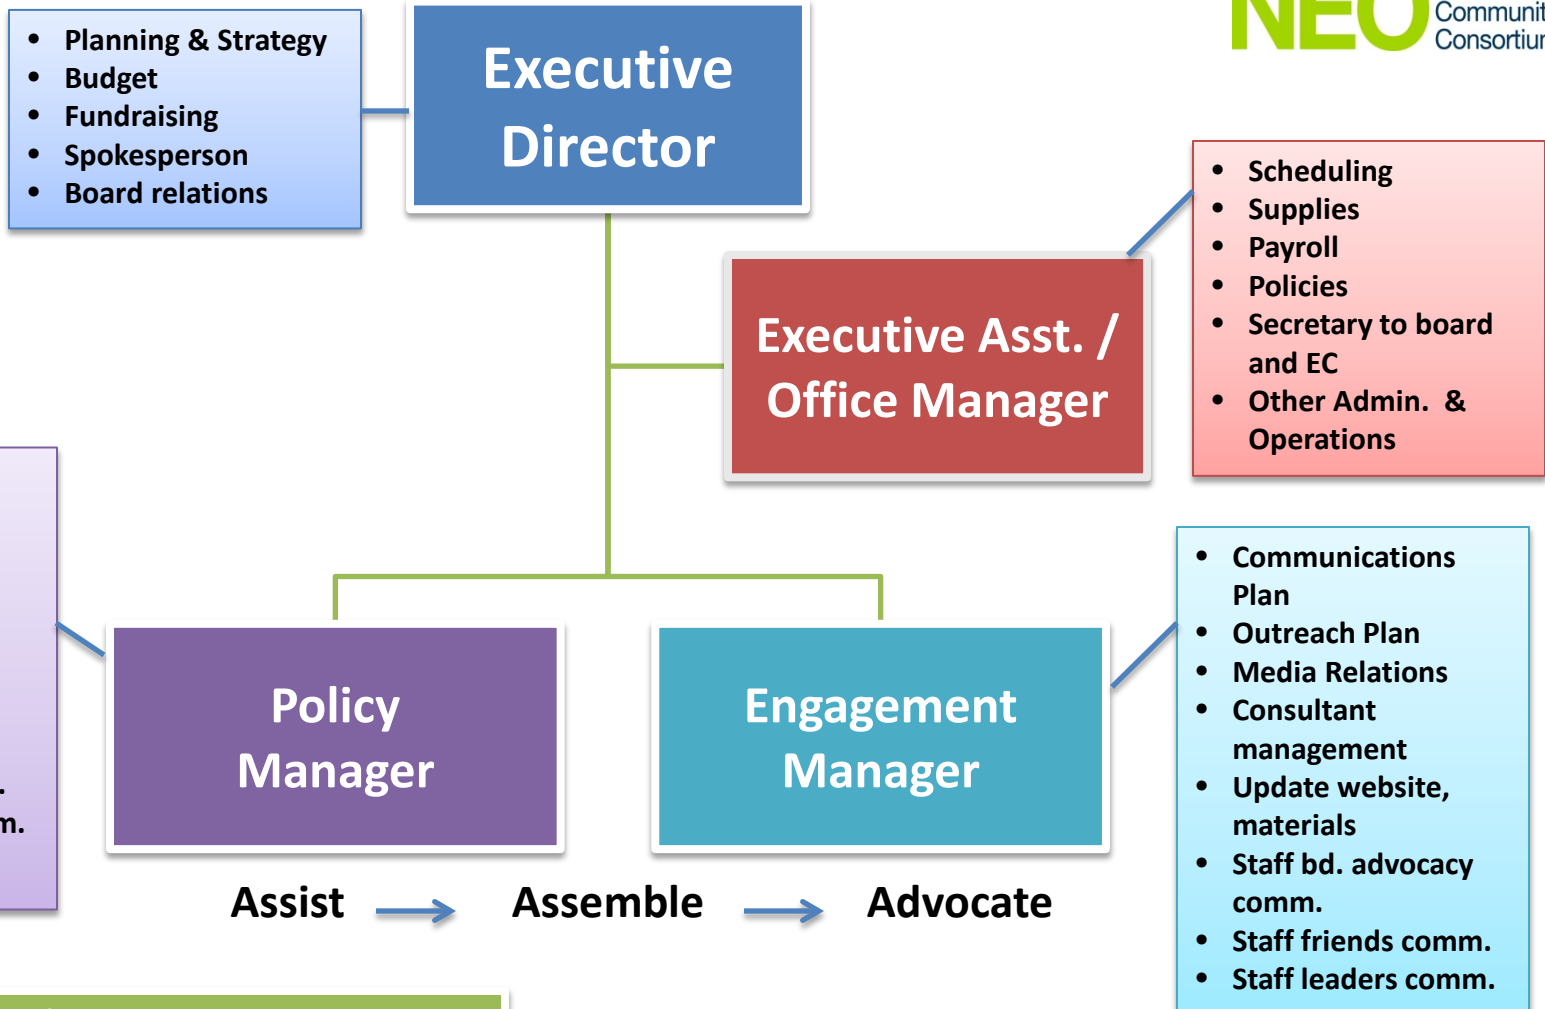 • Planning & Strategy
• Budget
• Fundraising
• Spokesperson
• Board relations
Executive
Director
NEO
Consortium
• Scheduling
• Supplies
• Payroll
• Policies
• Secretary to board
and EC
• Other Admin. &
Operations
Executive Asst. /
Office Manager
Policy
Manager
Engagement
Manager
• Communications
Plan
• Outreach Plan
• Media Relations
• Consultant
management
• Update website,
materials
• Staff bd. advocacy
comm.
• Staff friends comm.
• Staff leaders comm.
Assist → Assemble → Advocate